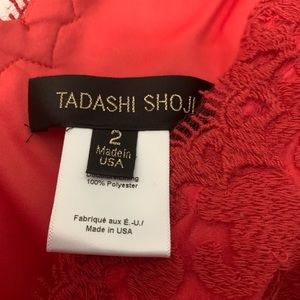 TADASHI SHOJI
2
Made in
USA
100% Polyester
Fabriqué aux É.-U./
Made in USA